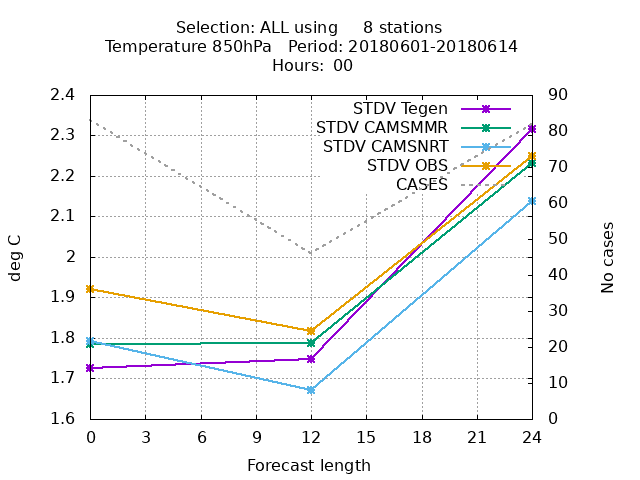 Selection: ALL using     8 stations
Temperature 850hPa   Period: 20180601-20180614
Hours:  00
2.4
2.3
2.2
2.1
2
1.9
1.8
1.7
1.6
deg C
STDV Tegen
STDV CAMSMMR
STDV CAMSNRT
STDV OBS
CASES
90
80
70
60
50
40
30
20
10
0
No cases
0 3 6 9 12 15 18 21 24
Forecast length